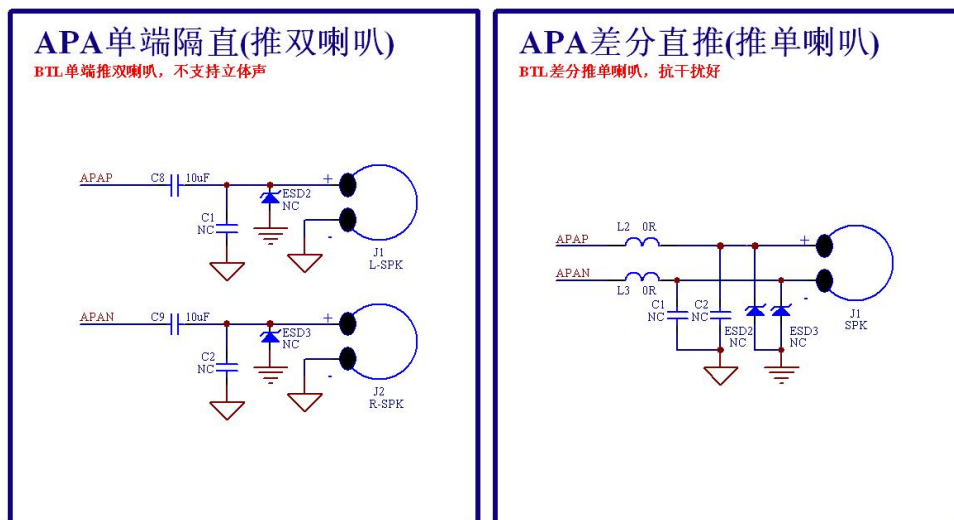 APA单端隔直(推双喇叭)
BTL单端推双喇叭，不支持立体声
APAP
C8
10uF
+
ESD2
NC
C1
NC
-
J1
L-SPK
APAN
C9
10uF
+
ESD3
NC
C2
NC
-
J2
R-SPK
APA差分直推(推单喇叭)
BTL差分推单喇叭，抗干扰好
L2 0R
APAP
+
APAN
L3 0R
-
C1
NC
C2
NC
ESD2
NC
ESD3
NC
J1
SPK